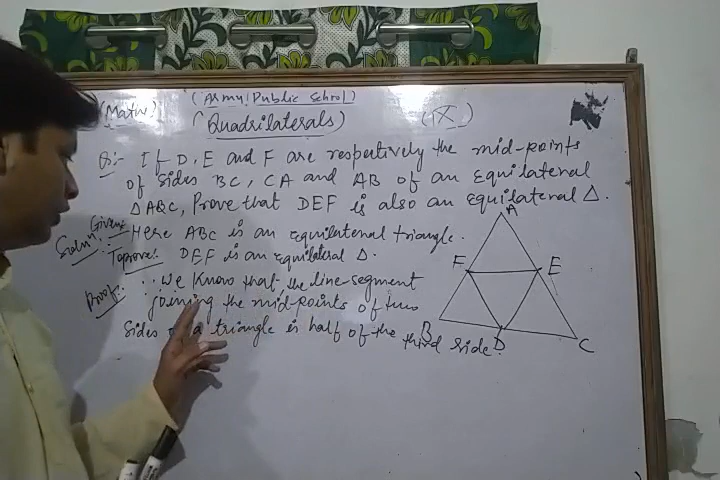 (Maths) (Army Public School)
(Quadrilaterals) (X)
Q:- If D, E and F are respectively the mid-points
of sides BC, CA and AB of an equilateral
△ABC, Prove that DEF is also an equilateral △.
Soln:- Given:- Here ABC is an equilateral triangle.
To prove:- DEF is an equilateral △.
Proof:- ∵ We know that the line-segment
joining the mid-points of two
sides of a triangle is half of the third side.
A
F E
B D C